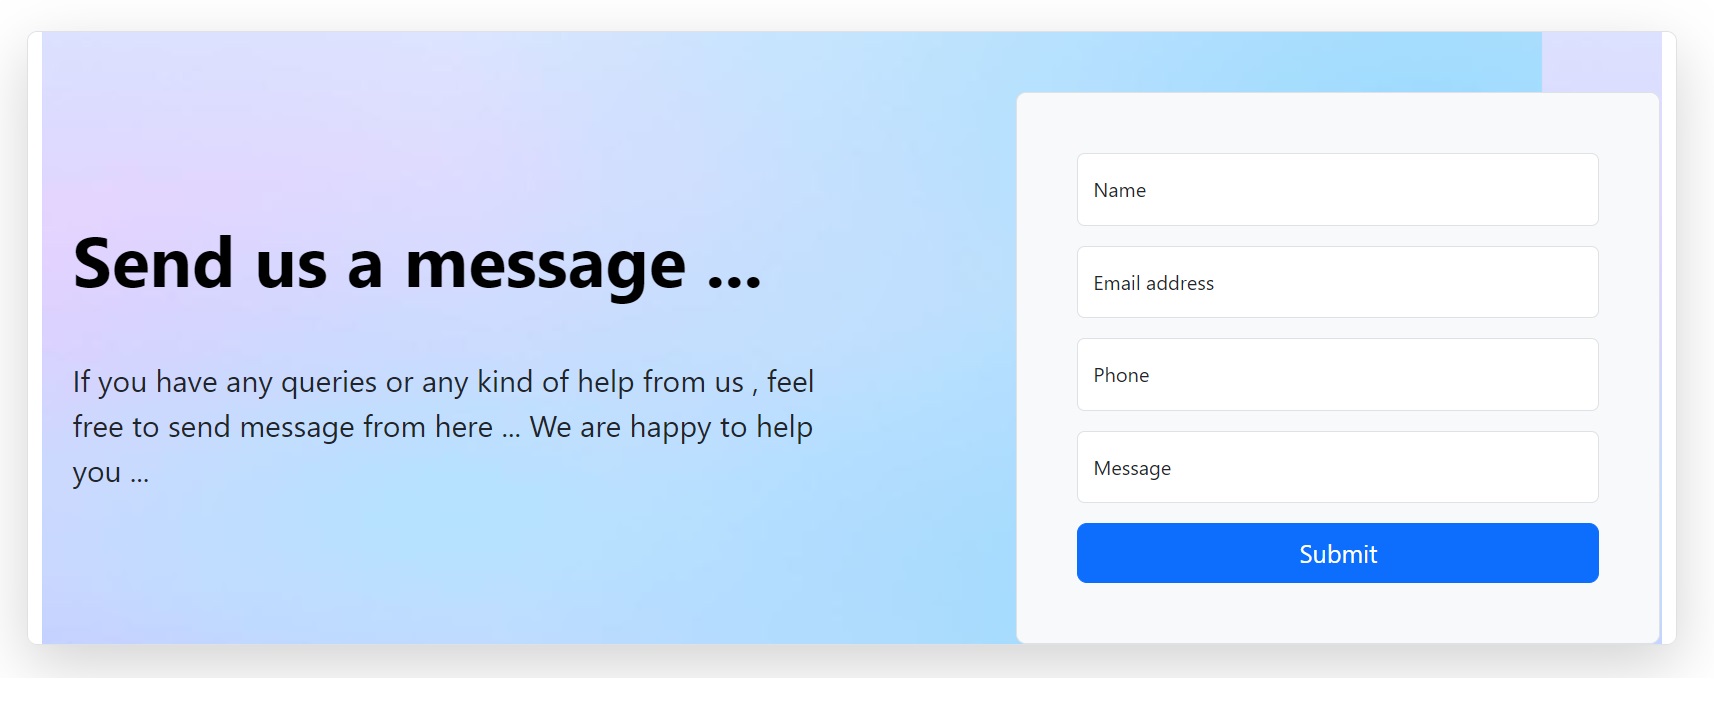 Send us a message ...
If you have any queries or any kind of help from us , feel
free to send message from here ... We are happy to help
you ...
Name
Email address
Phone
Message
Submit